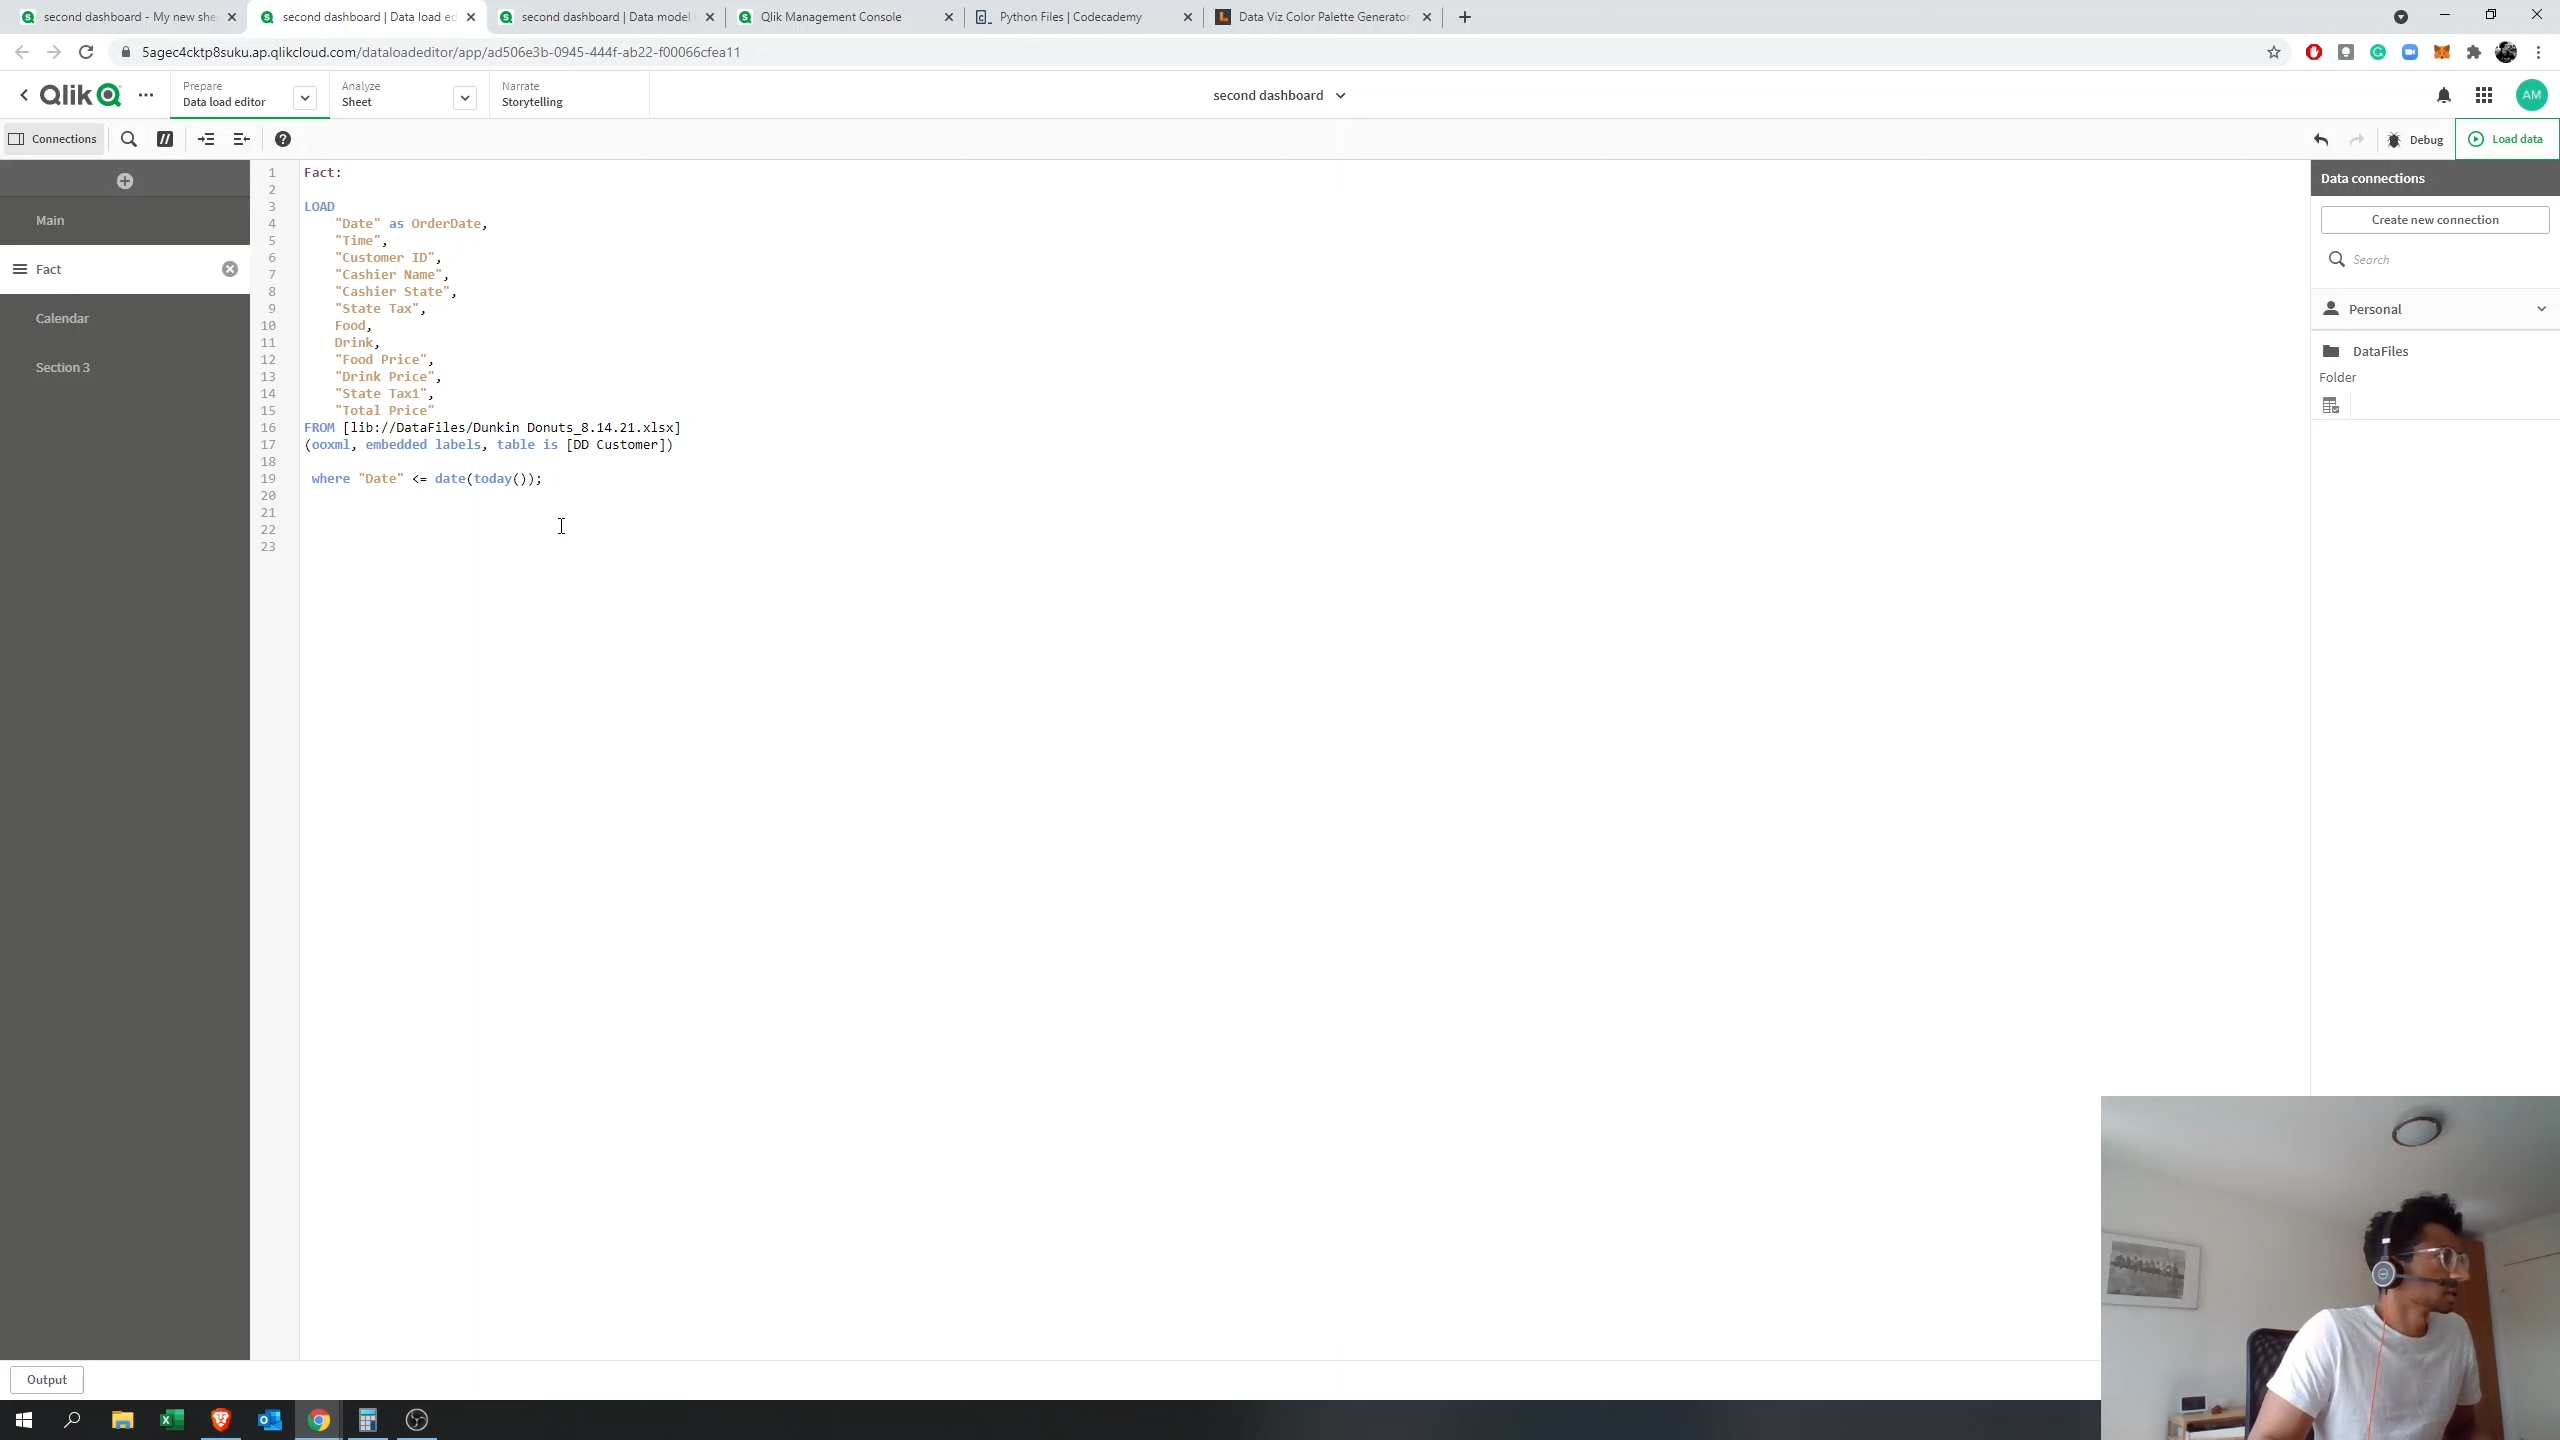 second dashboard - My new she
second dashboard | Data load ed
second dashboard | Data model v
Qlik Management Console
Python Files | Codecademy
Data Viz Color Palette Generator
5agec4cktp8suku.ap.qlikcloud.com/dataloadeditor/app/ad506e3b-0945-444f-ab22-f00066cfea11
Qlik
Prepare
Data load editor
Analyze
Sheet
Narrate
Storytelling
second dashboard
AM
Connections
Debug
Load data
Main
Fact
Calendar
Section 3
1 Fact:
2
3 LOAD
4 "Date" as OrderDate,
5 "Time",
6 "Customer ID",
7 "Cashier Name",
8 "Cashier State",
9 "State Tax",
10 Food,
11 Drink,
12 "Food Price",
13 "Drink Price",
14 "State Tax1",
15 "Total Price"
16 FROM [lib://DataFiles/Dunkin Donuts_8.14.21.xlsx]
17 (ooxml, embedded labels, table is [DD Customer])
18
19 where "Date" <= date(today());
20
21
22
23
Data connections
Create new connection
Search
Personal
DataFiles
Folder
Output